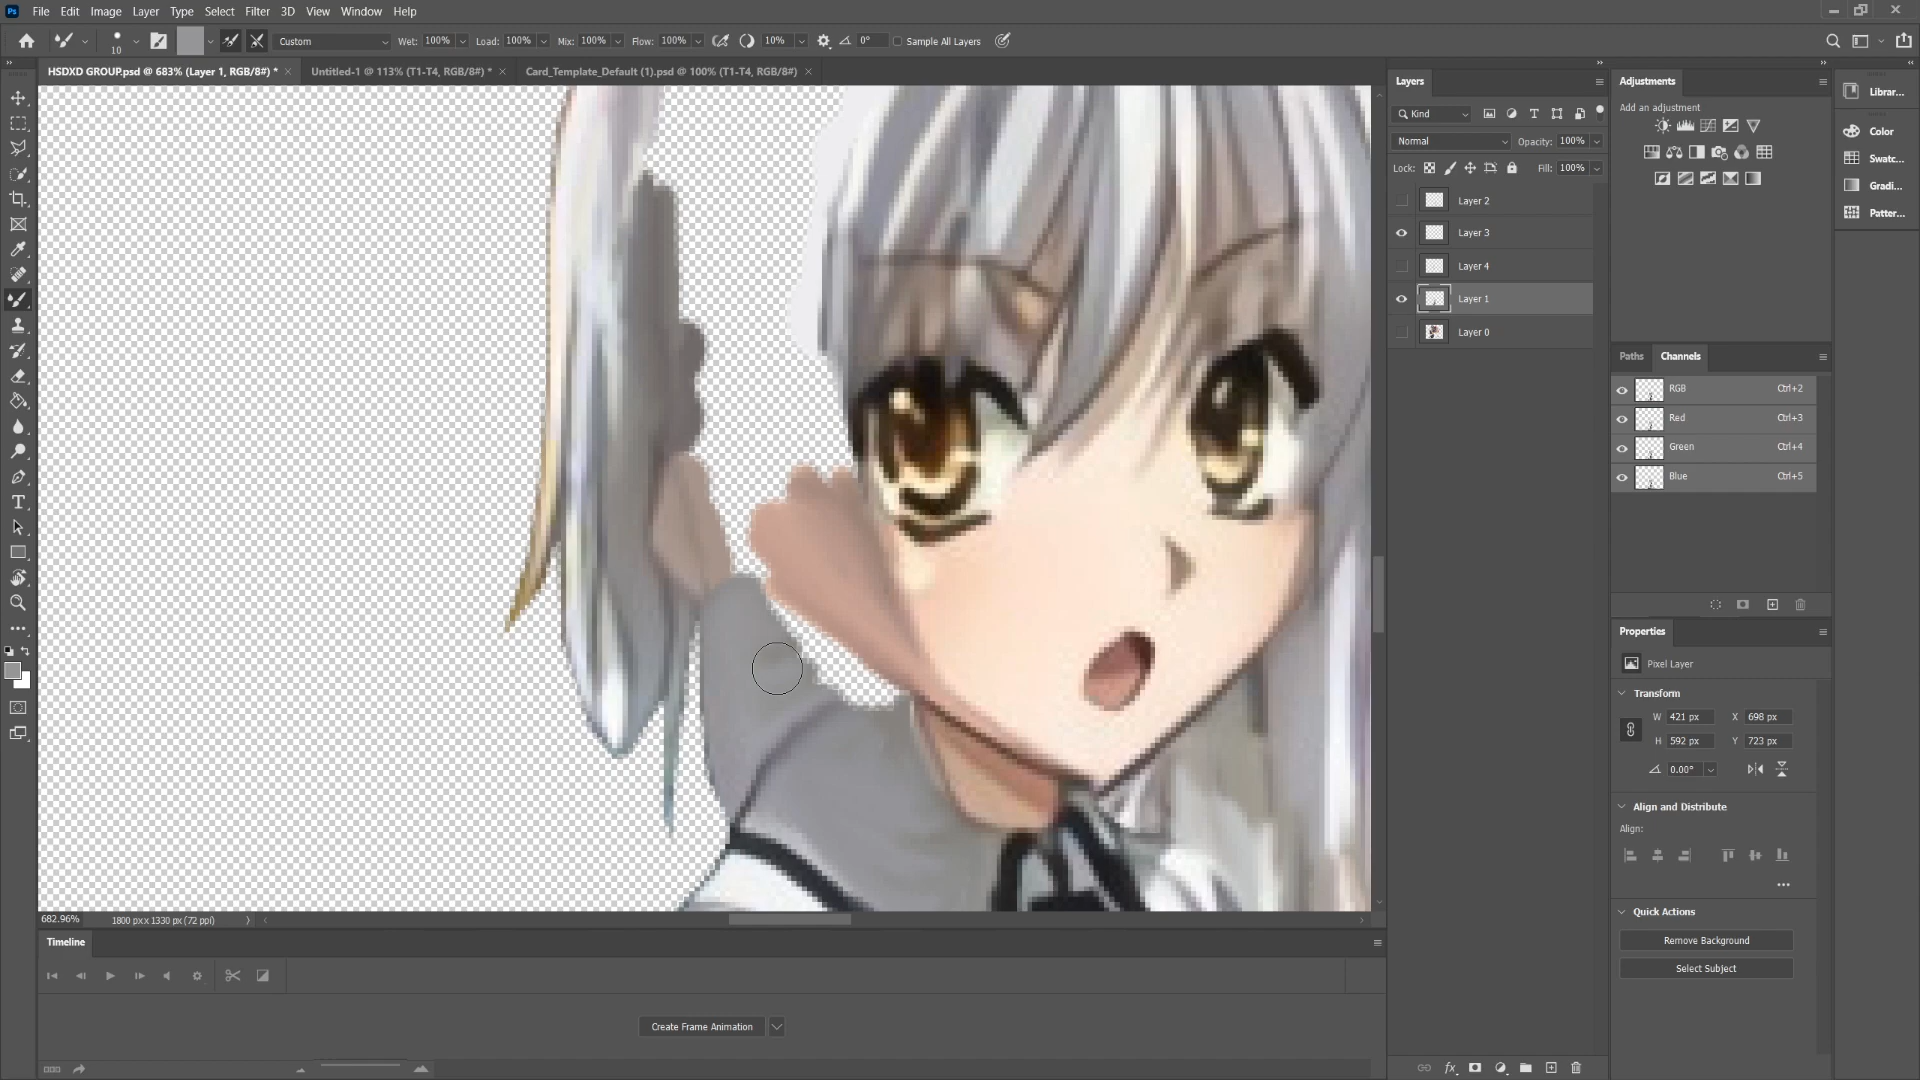 Ps File Edit Image Layer Type Select Filter 3D View Window Help
10 Custom Wet: 100% Load: 100% Mix: 100% Flow: 100% 10% 0° Sample All Layers
HSDXD GROUP.psd @ 683% (Layer 1, RGB/8#) * Untitled-1 @ 113% (T1-T4, RGB/8#) * Card_Template_Default (1).psd @ 100% (T1-T4, RGB/8#)
Layers
Kind
Normal Opacity: 100%
Lock: Fill: 100%
Layer 2
Layer 3
Layer 4
Layer 1
Layer 0
Adjustments
Add an adjustment
Paths Channels
RGB Ctrl+2
Red Ctrl+3
Green Ctrl+4
Blue Ctrl+5
Properties
Pixel Layer
Transform
W 421 px X 698 px
H 592 px Y 723 px
0.00°
Align and Distribute
Align:
Quick Actions
Remove Background
Select Subject
Librar...
Color
Swatc...
Gradi...
Patter...
682.96% 1800 px x 1330 px (72 ppi)
Timeline
Create Frame Animation